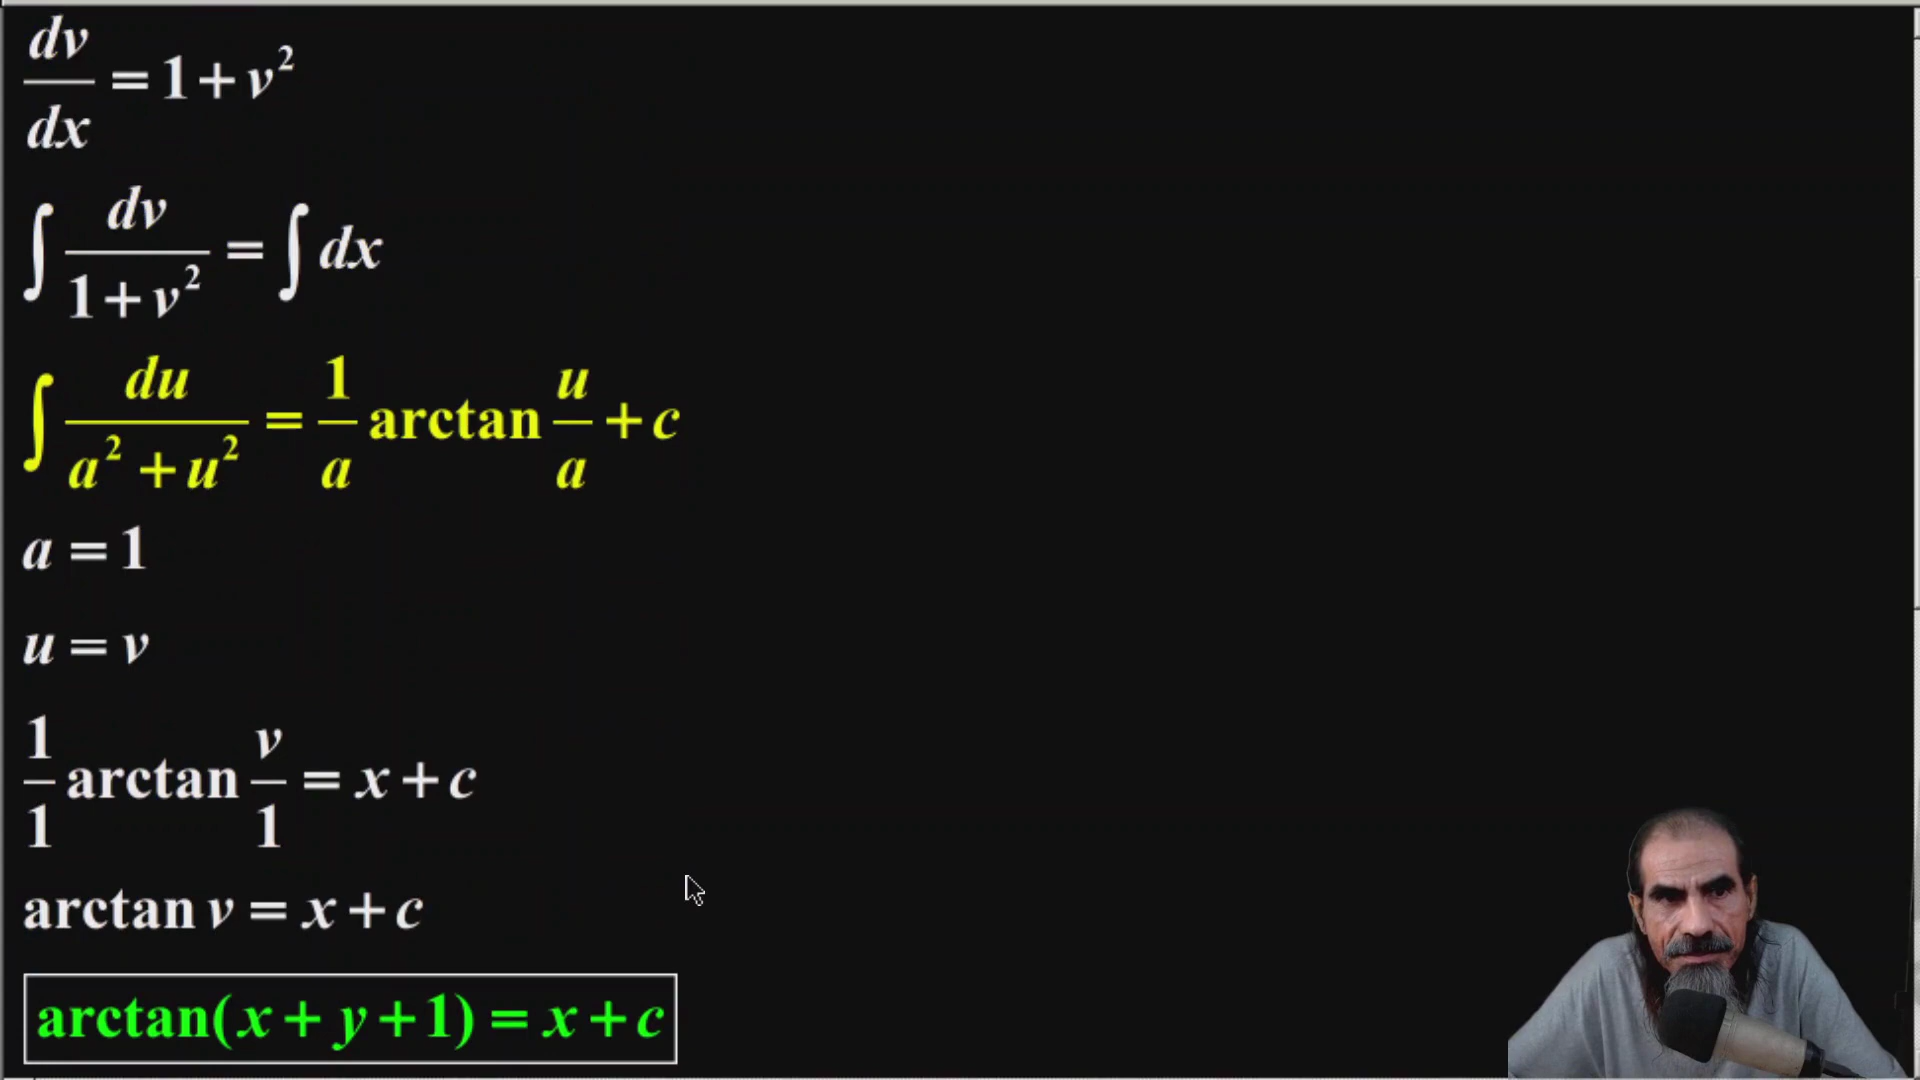 dv/dx = 1 + v²
∫ dv/(1 + v²) = ∫ dx
∫ du/(a² + u²) = 1/a arctan u/a + c
a = 1
u = v
1/1 arctan v/1 = x + c
arctan v = x + c
arctan(x + y + 1) = x + c